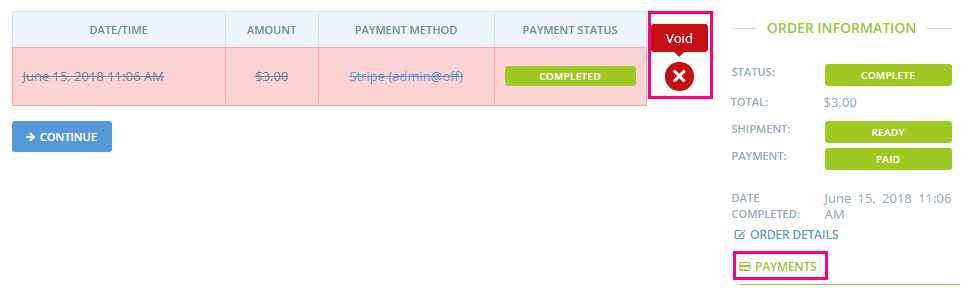 DATE/TIME AMOUNT PAYMENT METHOD PAYMENT STATUS
Void
June 15, 2018 11:06 AM $3.00 Stripe (admin@off) COMPLETED
CONTINUE
ORDER INFORMATION
STATUS: COMPLETE
TOTAL: $3.00
SHIPMENT: READY
PAYMENT: PAID
DATE COMPLETED: June 15, 2018 11:06 AM
ORDER DETAILS
PAYMENTS